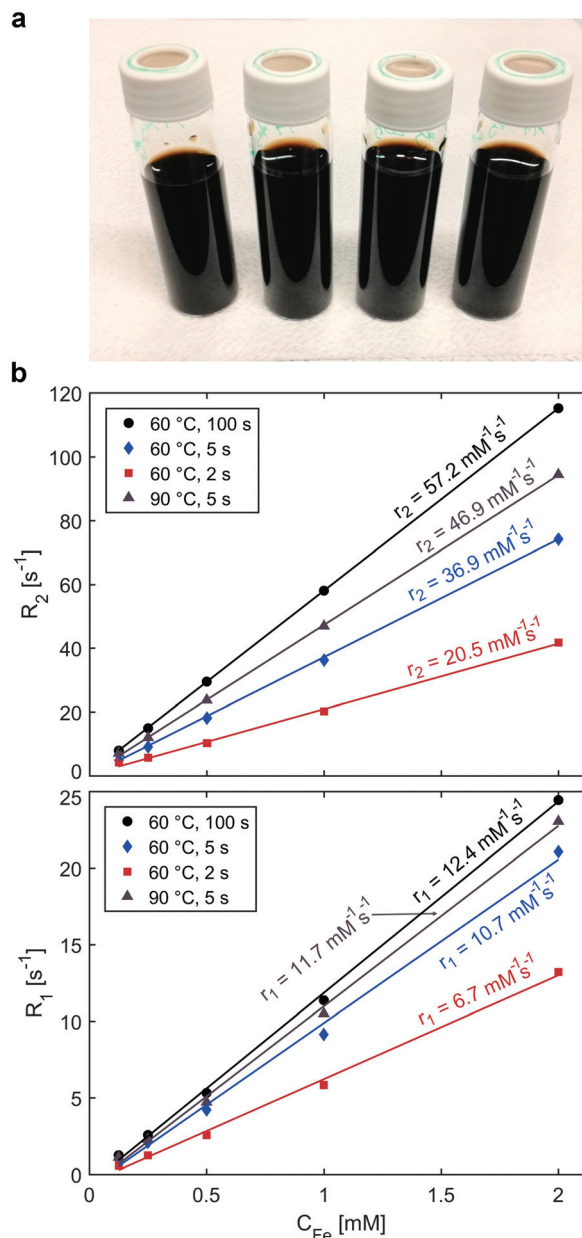 a
b
120
100
80
60
40
20
0
R₂ [s⁻¹]
60 °C, 100 s
60 °C, 5 s
60 °C, 2 s
90 °C, 5 s
r₂ = 57.2 mM⁻¹s⁻¹
r₂ = 46.9 mM⁻¹s⁻¹
r₂ = 36.9 mM⁻¹s⁻¹
r₂ = 20.5 mM⁻¹s⁻¹
25
20
15
10
5
0
R₁ [s⁻¹]
60 °C, 100 s
60 °C, 5 s
60 °C, 2 s
90 °C, 5 s
r₁ = 12.4 mM⁻¹s⁻¹
r₁ = 11.7 mM⁻¹s⁻¹
r₁ = 10.7 mM⁻¹s⁻¹
r₁ = 6.7 mM⁻¹s⁻¹
0 0.5 1 1.5 2
C_Fe [mM]